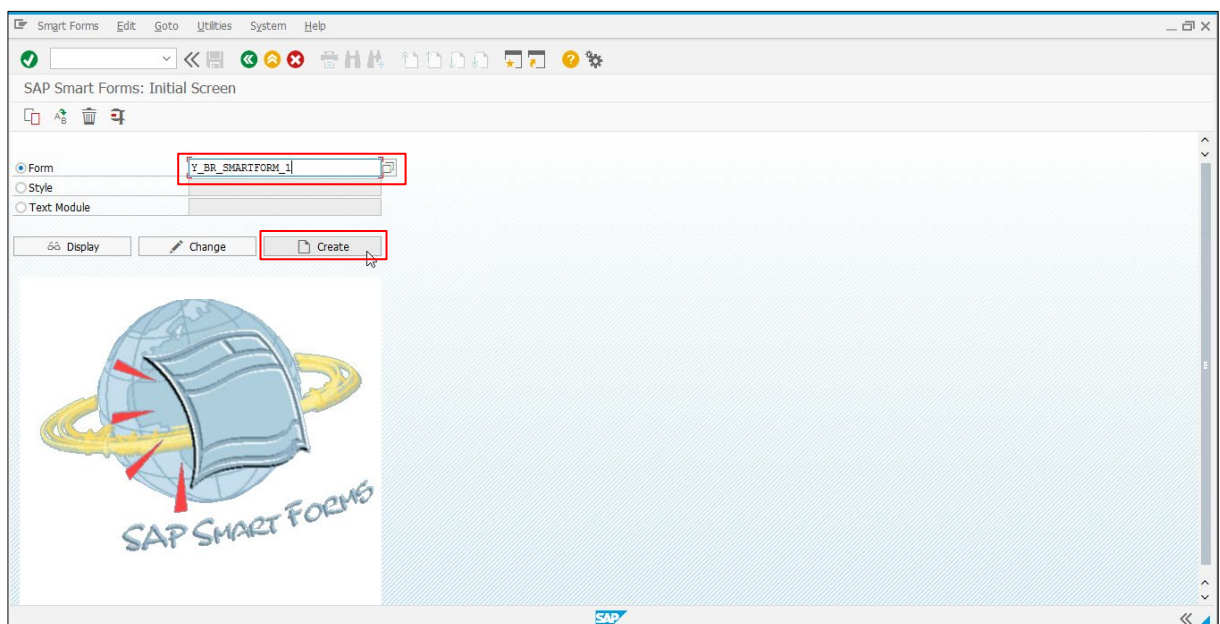 Smart Forms Edit Goto Utilities System Help
SAP Smart Forms: Initial Screen
Form Y_BR_SMARTFORM_1
Style
Text Module
Display Change Create
SAP SMART FORMS
SAP